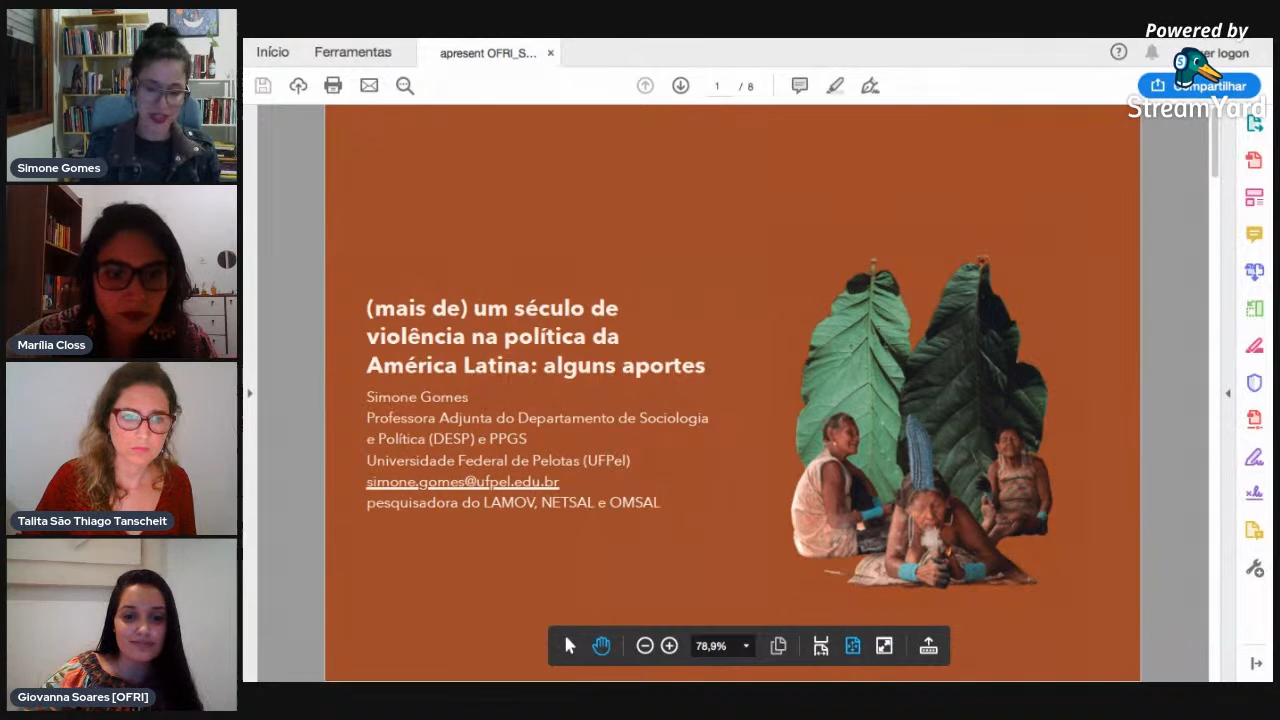 Simone Gomes
Marília Closs
Talita São Thiago Tanscheit
Giovanna Soares [OFRI]
Powered by
StreamYard
Início
Ferramentas
apresent OFRI_S...
×
?
er logon
1 / 8
Compartilhar
(mais de) um século de
violência na política da
América Latina: alguns aportes
Simone Gomes
Professora Adjunta do Departamento de Sociologia
e Política (DESP) e PPGS
Universidade Federal de Pelotas (UFPel)
simone.gomes@ufpel.edu.br
pesquisadora do LAMOV, NETSAL e OMSAL
78,9%